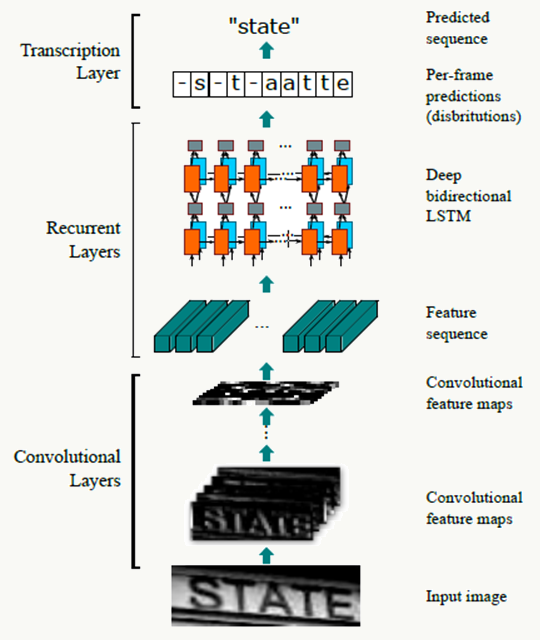 "state"
Predicted
sequence
Transcription
Layer
-s-t-aatte
Per-frame
predictions
(disbritutions)
...
...
Deep
bidirectional
LSTM
Recurrent
Layers
...
Feature
sequence
Convolutional
feature maps
Convolutional
Layers
STATE
Convolutional
feature maps
STATE
Input image